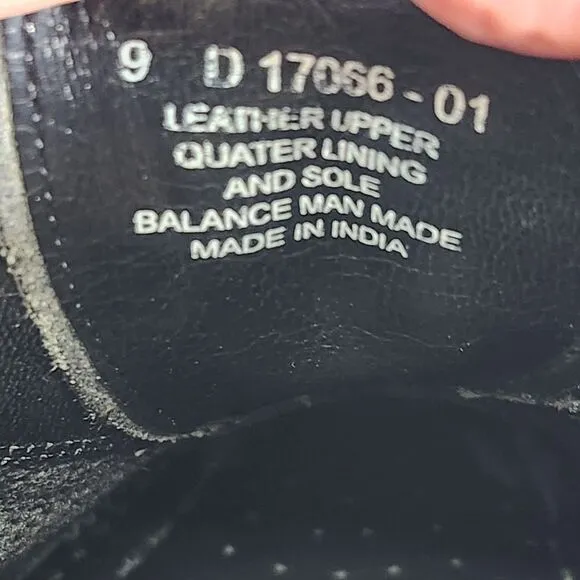 9 D 17066-01
LEATHER UPPER
QUATER LINING
AND SOLE
BALANCE MAN MADE
MADE IN INDIA